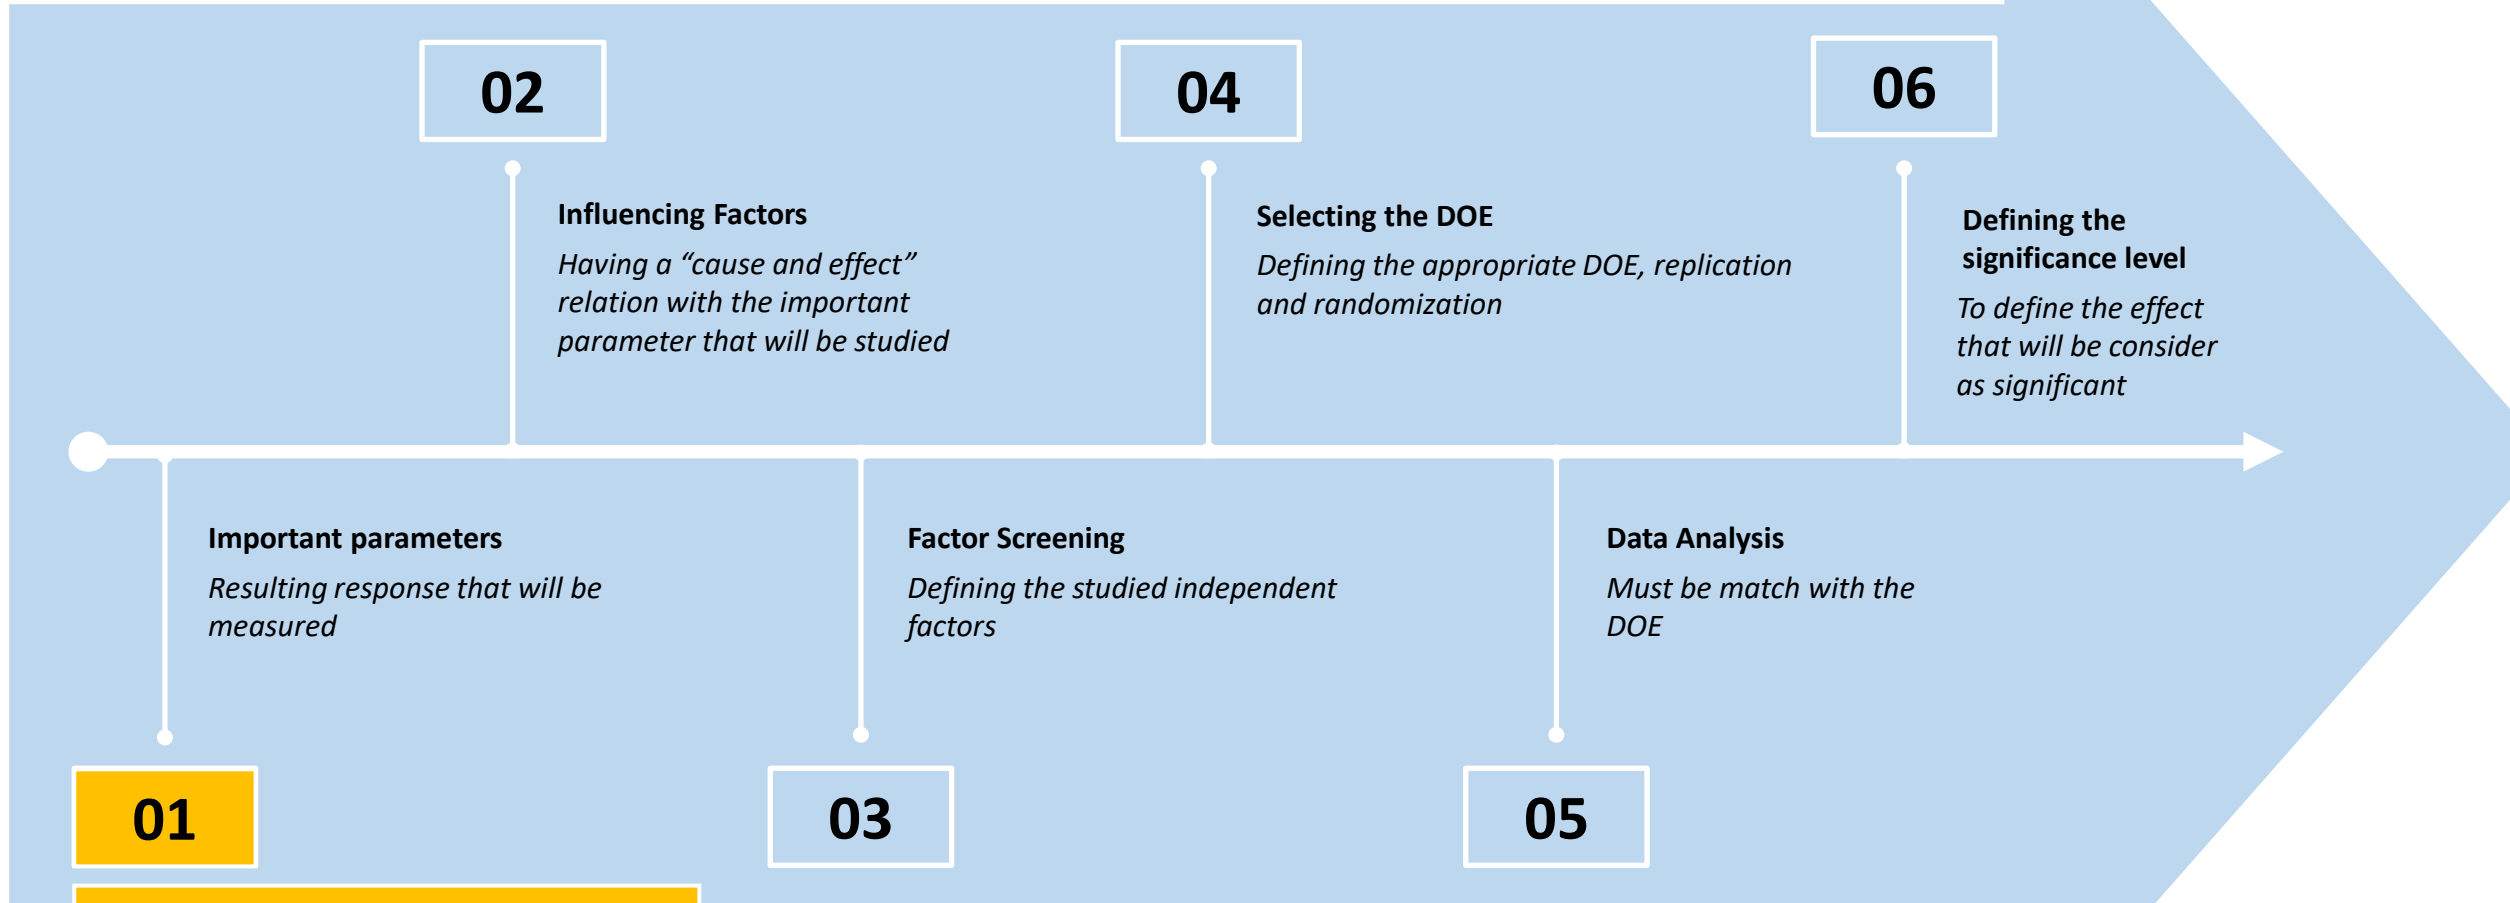 02
04
06
Influencing Factors
Having a “cause and effect”
relation with the important
parameter that will be studied
Selecting the DOE
Defining the appropriate DOE, replication
and randomization
Defining the
significance level
To define the effect
that will be consider
as significant
Important parameters
Resulting response that will be
measured
Factor Screening
Defining the studied independent
factors
Data Analysis
Must be match with the
DOE
01
03
05